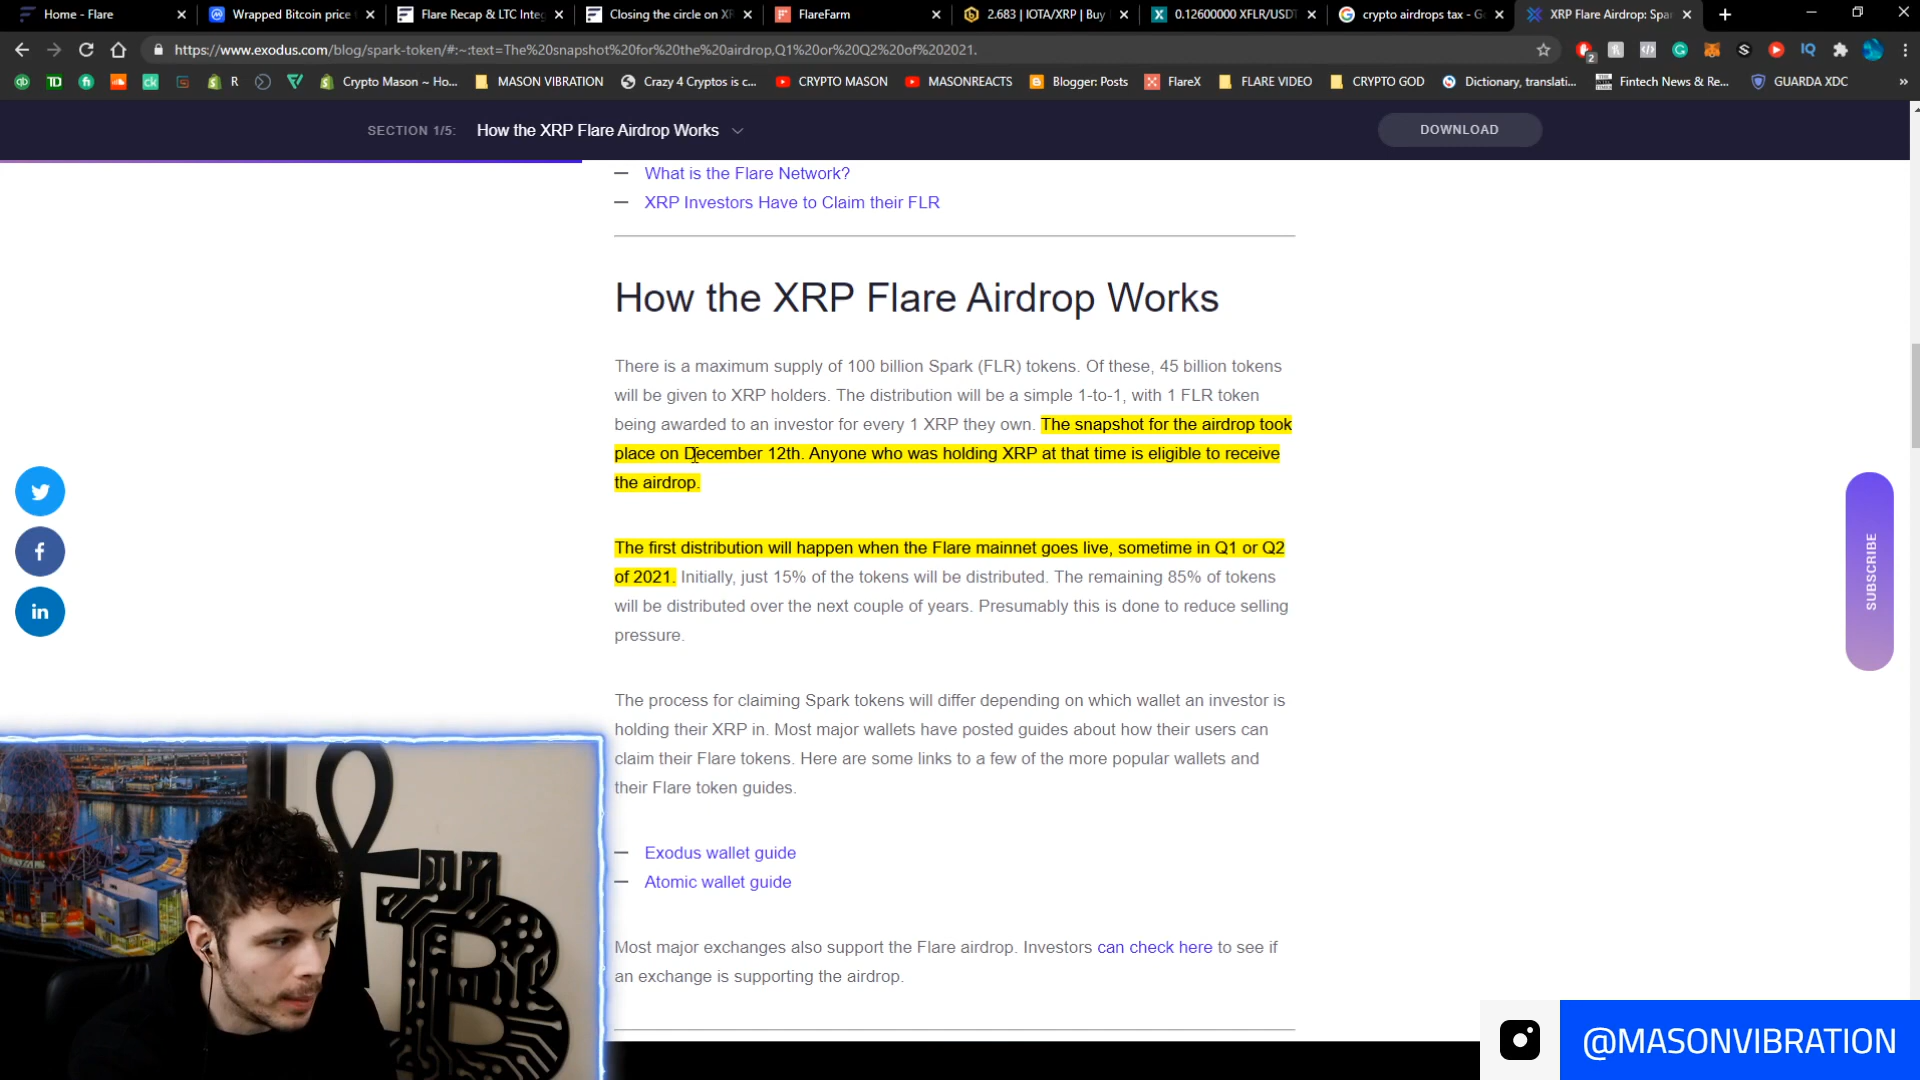 Home - Flare
Wrapped Bitcoin price
Flare Recap & LTC Inte
Closing the circle on XR
FlareFarm
2.683 | IOTA/XRP | Buy
0.12600000 XFLR/USDT
crypto airdrops tax - Go
XRP Flare Airdrop: Spar
https://www.exodus.com/blog/spark-token/#:~:text=The%20snapshot%20for%20the%20airdrop,Q1%20or%20Q2%20of%202021.
R
Crypto Mason ~ Ho...
MASON VIBRATION
Crazy 4 Cryptos is c...
CRYPTO MASON
MASONREACTS
Blogger: Posts
FlareX
FLARE VIDEO
CRYPTO GOD
Dictionary, translati...
Fintech News & Re...
GUARDA XDC
SECTION 1/5:
How the XRP Flare Airdrop Works
DOWNLOAD
What is the Flare Network?
XRP Investors Have to Claim their FLR
How the XRP Flare Airdrop Works
There is a maximum supply of 100 billion Spark (FLR) tokens. Of these, 45 billion tokens
will be given to XRP holders. The distribution will be a simple 1-to-1, with 1 FLR token
being awarded to an investor for every 1 XRP they own. The snapshot for the airdrop took
place on December 12th. Anyone who was holding XRP at that time is eligible to receive
the airdrop.
The first distribution will happen when the Flare mainnet goes live, sometime in Q1 or Q2
of 2021. Initially, just 15% of the tokens will be distributed. The remaining 85% of tokens
will be distributed over the next couple of years. Presumably this is done to reduce selling
pressure.
The process for claiming Spark tokens will differ depending on which wallet an investor is
holding their XRP in. Most major wallets have posted guides about how their users can
claim their Flare tokens. Here are some links to a few of the more popular wallets and
their Flare token guides.
Exodus wallet guide
Atomic wallet guide
Most major exchanges also support the Flare airdrop. Investors can check here to see if
an exchange is supporting the airdrop.
SUBSCRIBE
@MASONVIBRATION